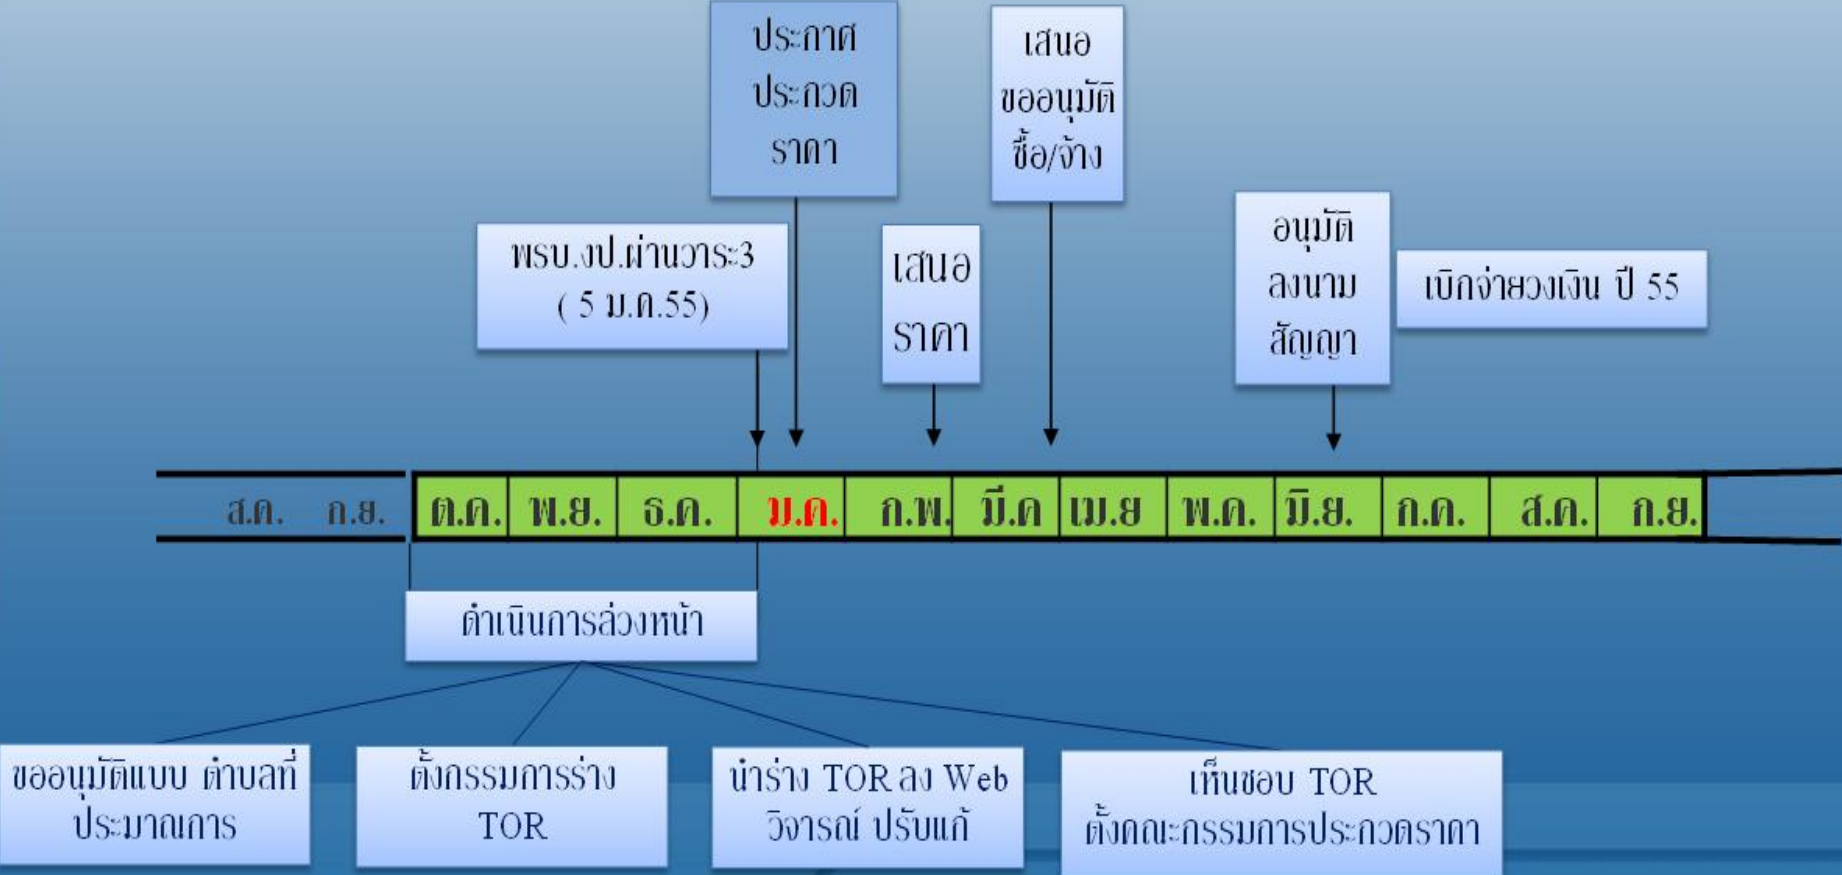 ประกาศ
ประกวด
ราคา
เสนอ
ขออนุมัติ
ซื้อ/จ้าง
พรบ.งป.ผ่านวาระ3
( 5 ม.ค.55)
เสนอ
ราคา
อนุมัติ
ลงนาม
สัญญา
เบิกจ่ายวงเงิน ปี 55
ส.ค. ก.ย. ต.ค. พ.ย. ธ.ค. ม.ค. ก.พ. มี.ค เม.ย พ.ค. มิ.ย. ก.ค. ส.ค. ก.ย.
ดำเนินการล่วงหน้า
ขออนุมัติแบบ ตำบลที่
ประมาณการ
ตั้งกรรมการร่าง
TOR
นำร่าง TOR ลง Web
วิจารณ์ ปรับแก้
เห็นชอบ TOR
ตั้งคณะกรรมการประกวดราคา